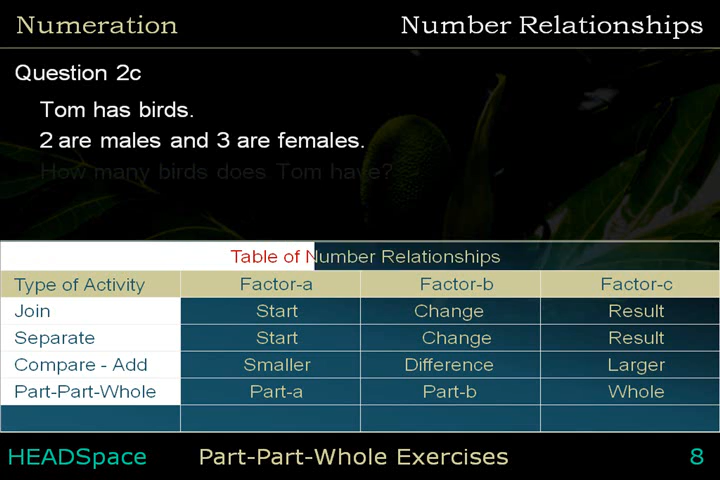 Numeration Number Relationships
Question 2c
Tom has birds.
2 are males and 3 are females.
How many birds does Tom have?
Table of Number Relationships
Type of Activity Factor-a Factor-b Factor-c
Join Start Change Result
Separate Start Change Result
Compare - Add Smaller Difference Larger
Part-Part-Whole Part-a Part-b Whole
HEADSpace Part-Part-Whole Exercises 8